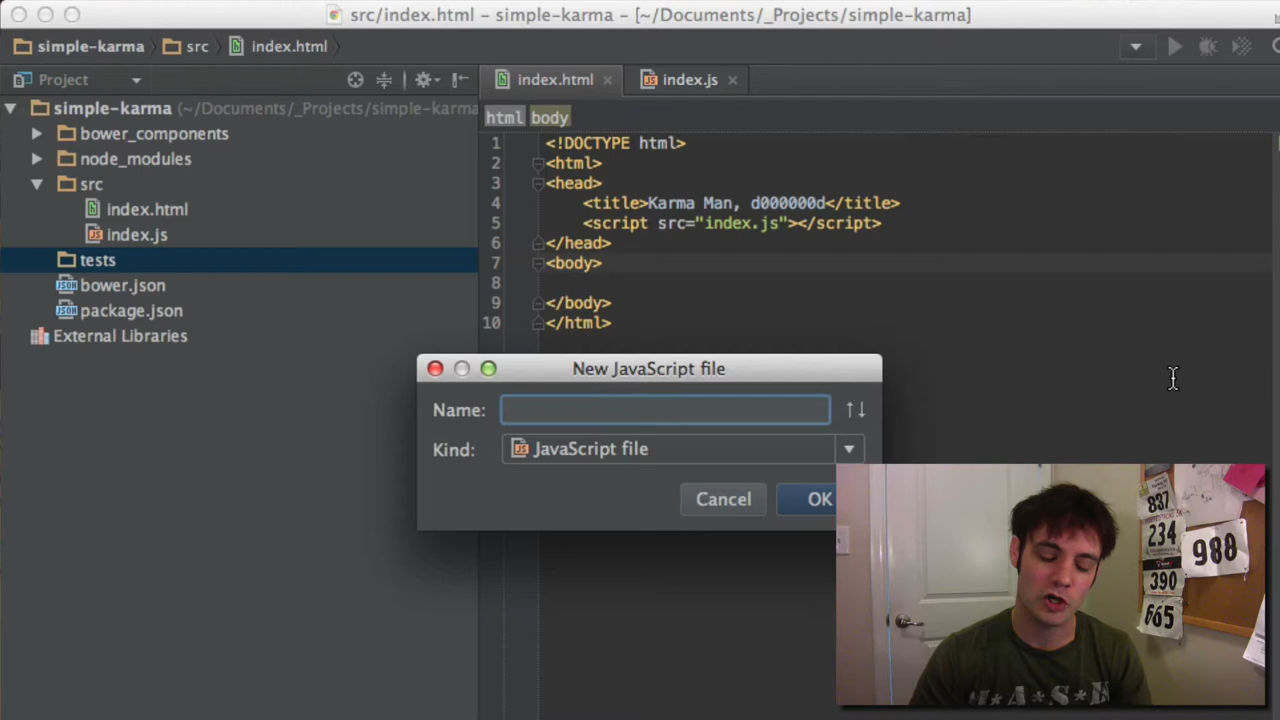 src/index.html - simple-karma - [~/Documents/_Projects/simple-karma]
simple-karma src index.html
Project
index.html index.js
simple-karma (~/Documents/_Projects/simple-karma
html body
bower_components
node_modules
src
index.html
index.js
tests
bower.json
package.json
External Libraries
1 <!DOCTYPE html>
2 <html>
3 <head>
4 <title>Karma Man, d000000d</title>
5 <script src="index.js"></script>
6 </head>
7 <body>
8
9 </body>
10 </html>
New JavaScript file
Name:
Kind: JavaScript file
Cancel OK
837
234
988
390
665
M*A*S*H